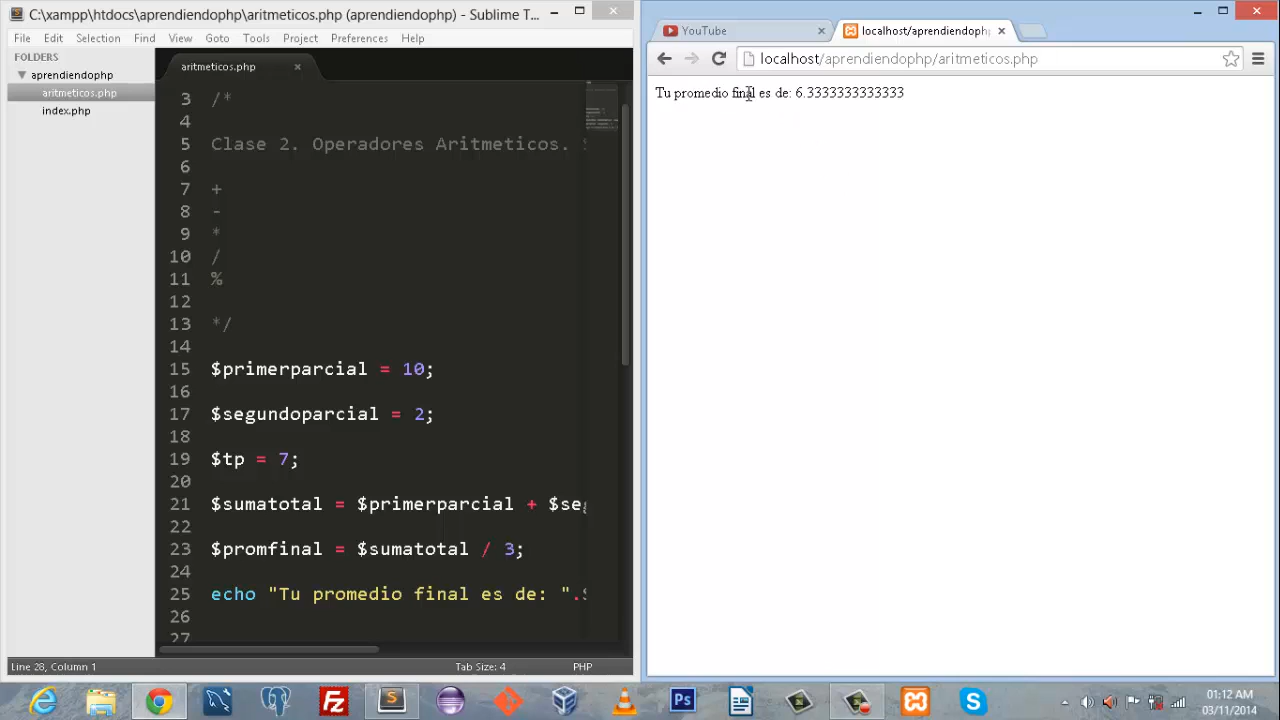 C:\xampp\htdocs\aprendiendophp\aritmeticos.php (aprendiendophp) - Sublime T...
File Edit Selection Find View Goto Tools Project Preferences Help
FOLDERS
aprendiendophp
aritmeticos.php
index.php
aritmeticos.php
3 /*
4
5 Clase 2. Operadores Aritmeticos.
6
7 +
8 -
9 *
10 /
11 %
12
13 */
14
15 $primerparcial = 10;
16
17 $segundoparcial = 2;
18
19 $tp = 7;
20
21 $sumatotal = $primerparcial + $seg
22
23 $promfinal = $sumatotal / 3;
24
25 echo "Tu promedio final es de: ".$
26
27
Line 28, Column 1 Tab Size: 4 PHP
YouTube
localhost/aprendiendophp
localhost/aprendiendophp/aritmeticos.php
Tu promedio final es de: 6.3333333333333
Ps
01:12 AM
03/11/2014